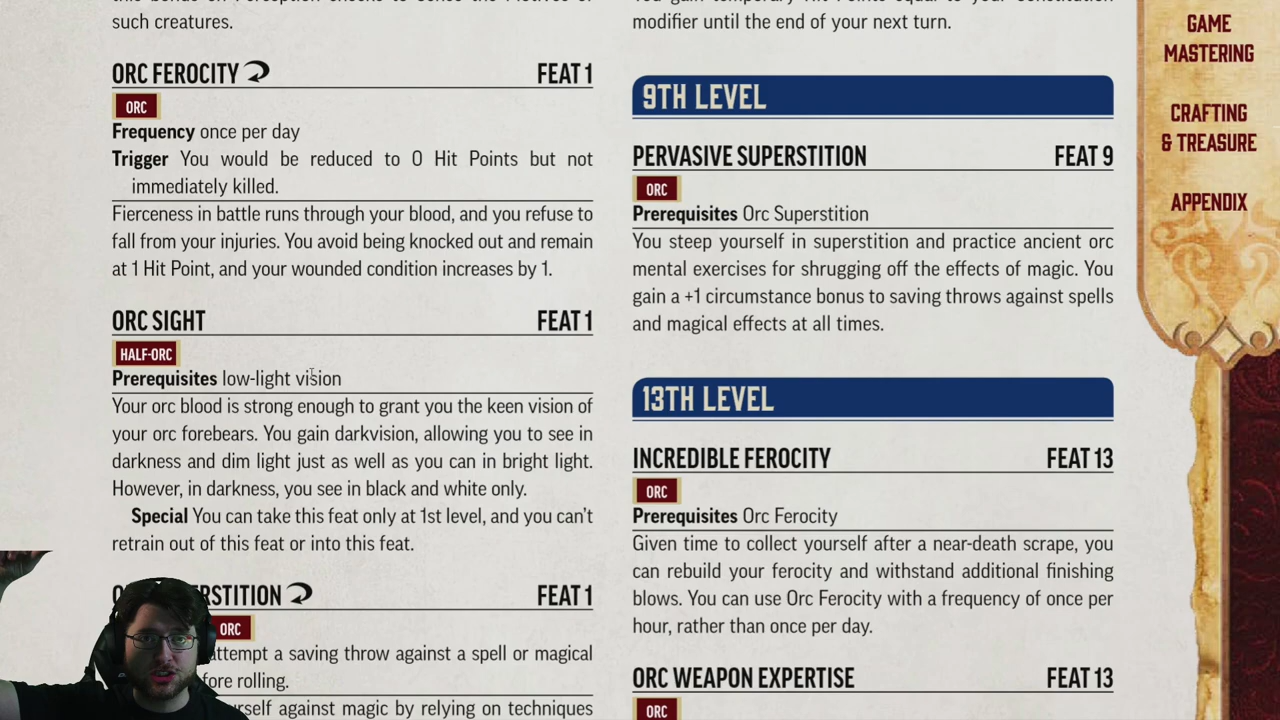 such creatures.
ORC FEROCITY FEAT 1
ORC
Frequency once per day
Trigger You would be reduced to 0 Hit Points but not
immediately killed.
Fierceness in battle runs through your blood, and you refuse to
fall from your injuries. You avoid being knocked out and remain
at 1 Hit Point, and your wounded condition increases by 1.
ORC SIGHT FEAT 1
HALF-ORC
Prerequisites low-light vision
Your orc blood is strong enough to grant you the keen vision of
your orc forebears. You gain darkvision, allowing you to see in
darkness and dim light just as well as you can in bright light.
However, in darkness, you see in black and white only.
Special You can take this feat only at 1st level, and you can't
retrain out of this feat or into this feat.
FEAT 1
ORC
attempt a saving throw against a spell or magical
rolling.
against magic by relying on techniques
modifier until the end of your next turn.
9TH LEVEL
PERVASIVE SUPERSTITION FEAT 9
ORC
Prerequisites Orc Superstition
You steep yourself in superstition and practice ancient orc
mental exercises for shrugging off the effects of magic. You
gain a +1 circumstance bonus to saving throws against spells
and magical effects at all times.
13TH LEVEL
INCREDIBLE FEROCITY FEAT 13
ORC
Prerequisites Orc Ferocity
Given time to collect yourself after a near-death scrape, you
can rebuild your ferocity and withstand additional finishing
blows. You can use Orc Ferocity with a frequency of once per
hour, rather than once per day.
ORC WEAPON EXPERTISE FEAT 13
ORC
GAME
MASTERING
CRAFTING
& TREASURE
APPENDIX